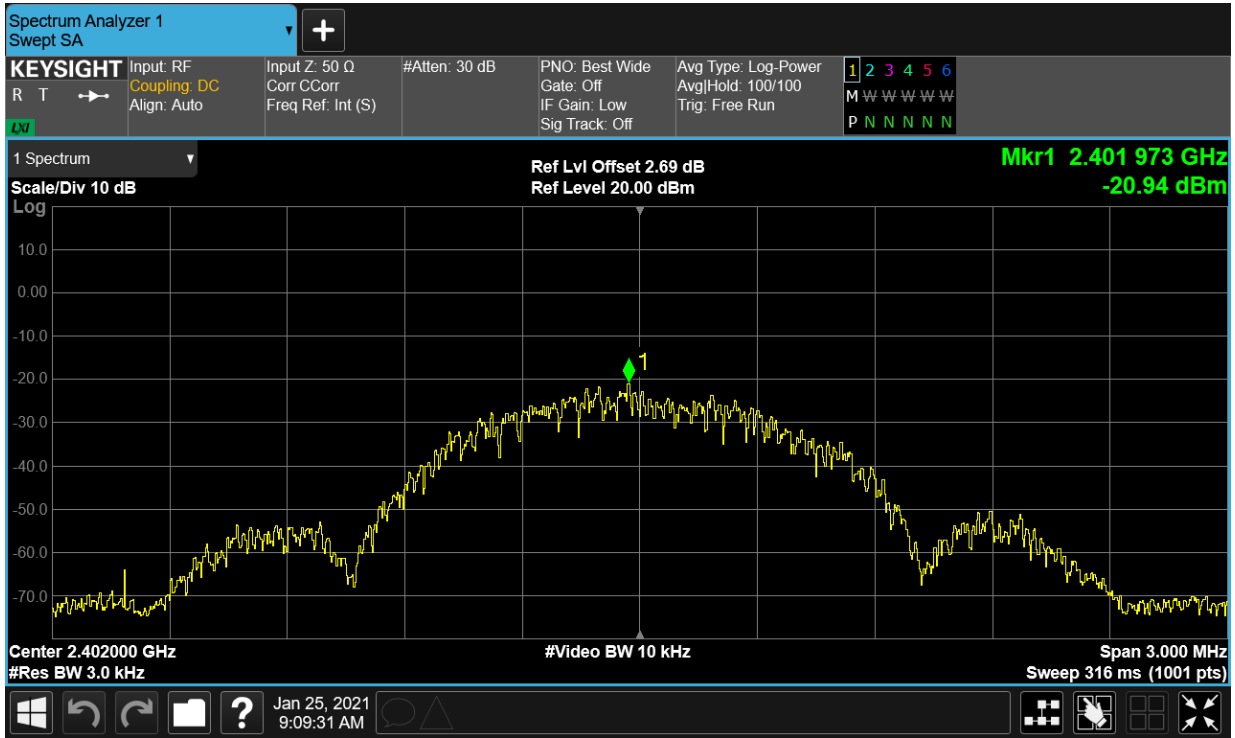 Spectrum Analyzer 1
Swept SA
KEYSIGHT
R T
LXI
Input: RF
Coupling: DC
Align: Auto
Input Z: 50 Ω
Corr CCorr
Freq Ref: Int (S)
#Atten: 30 dB
PNO: Best Wide
Gate: Off
IF Gain: Low
Sig Track: Off
Avg Type: Log-Power
Avg|Hold: 100/100
Trig: Free Run
1 2 3 4 5 6
M W W W W W
P N N N N N
1 Spectrum
Scale/Div 10 dB
Log
Ref Lvl Offset 2.69 dB
Ref Level 20.00 dBm
Mkr1 2.401 973 GHz
-20.94 dBm
10.0
0.00
-10.0
1
-20.0
-30.0
-40.0
-50.0
-60.0
-70.0
Center 2.402000 GHz
#Res BW 3.0 kHz
#Video BW 10 kHz
Span 3.000 MHz
Sweep 316 ms (1001 pts)
?
Jan 25, 2021
9:09:31 AM